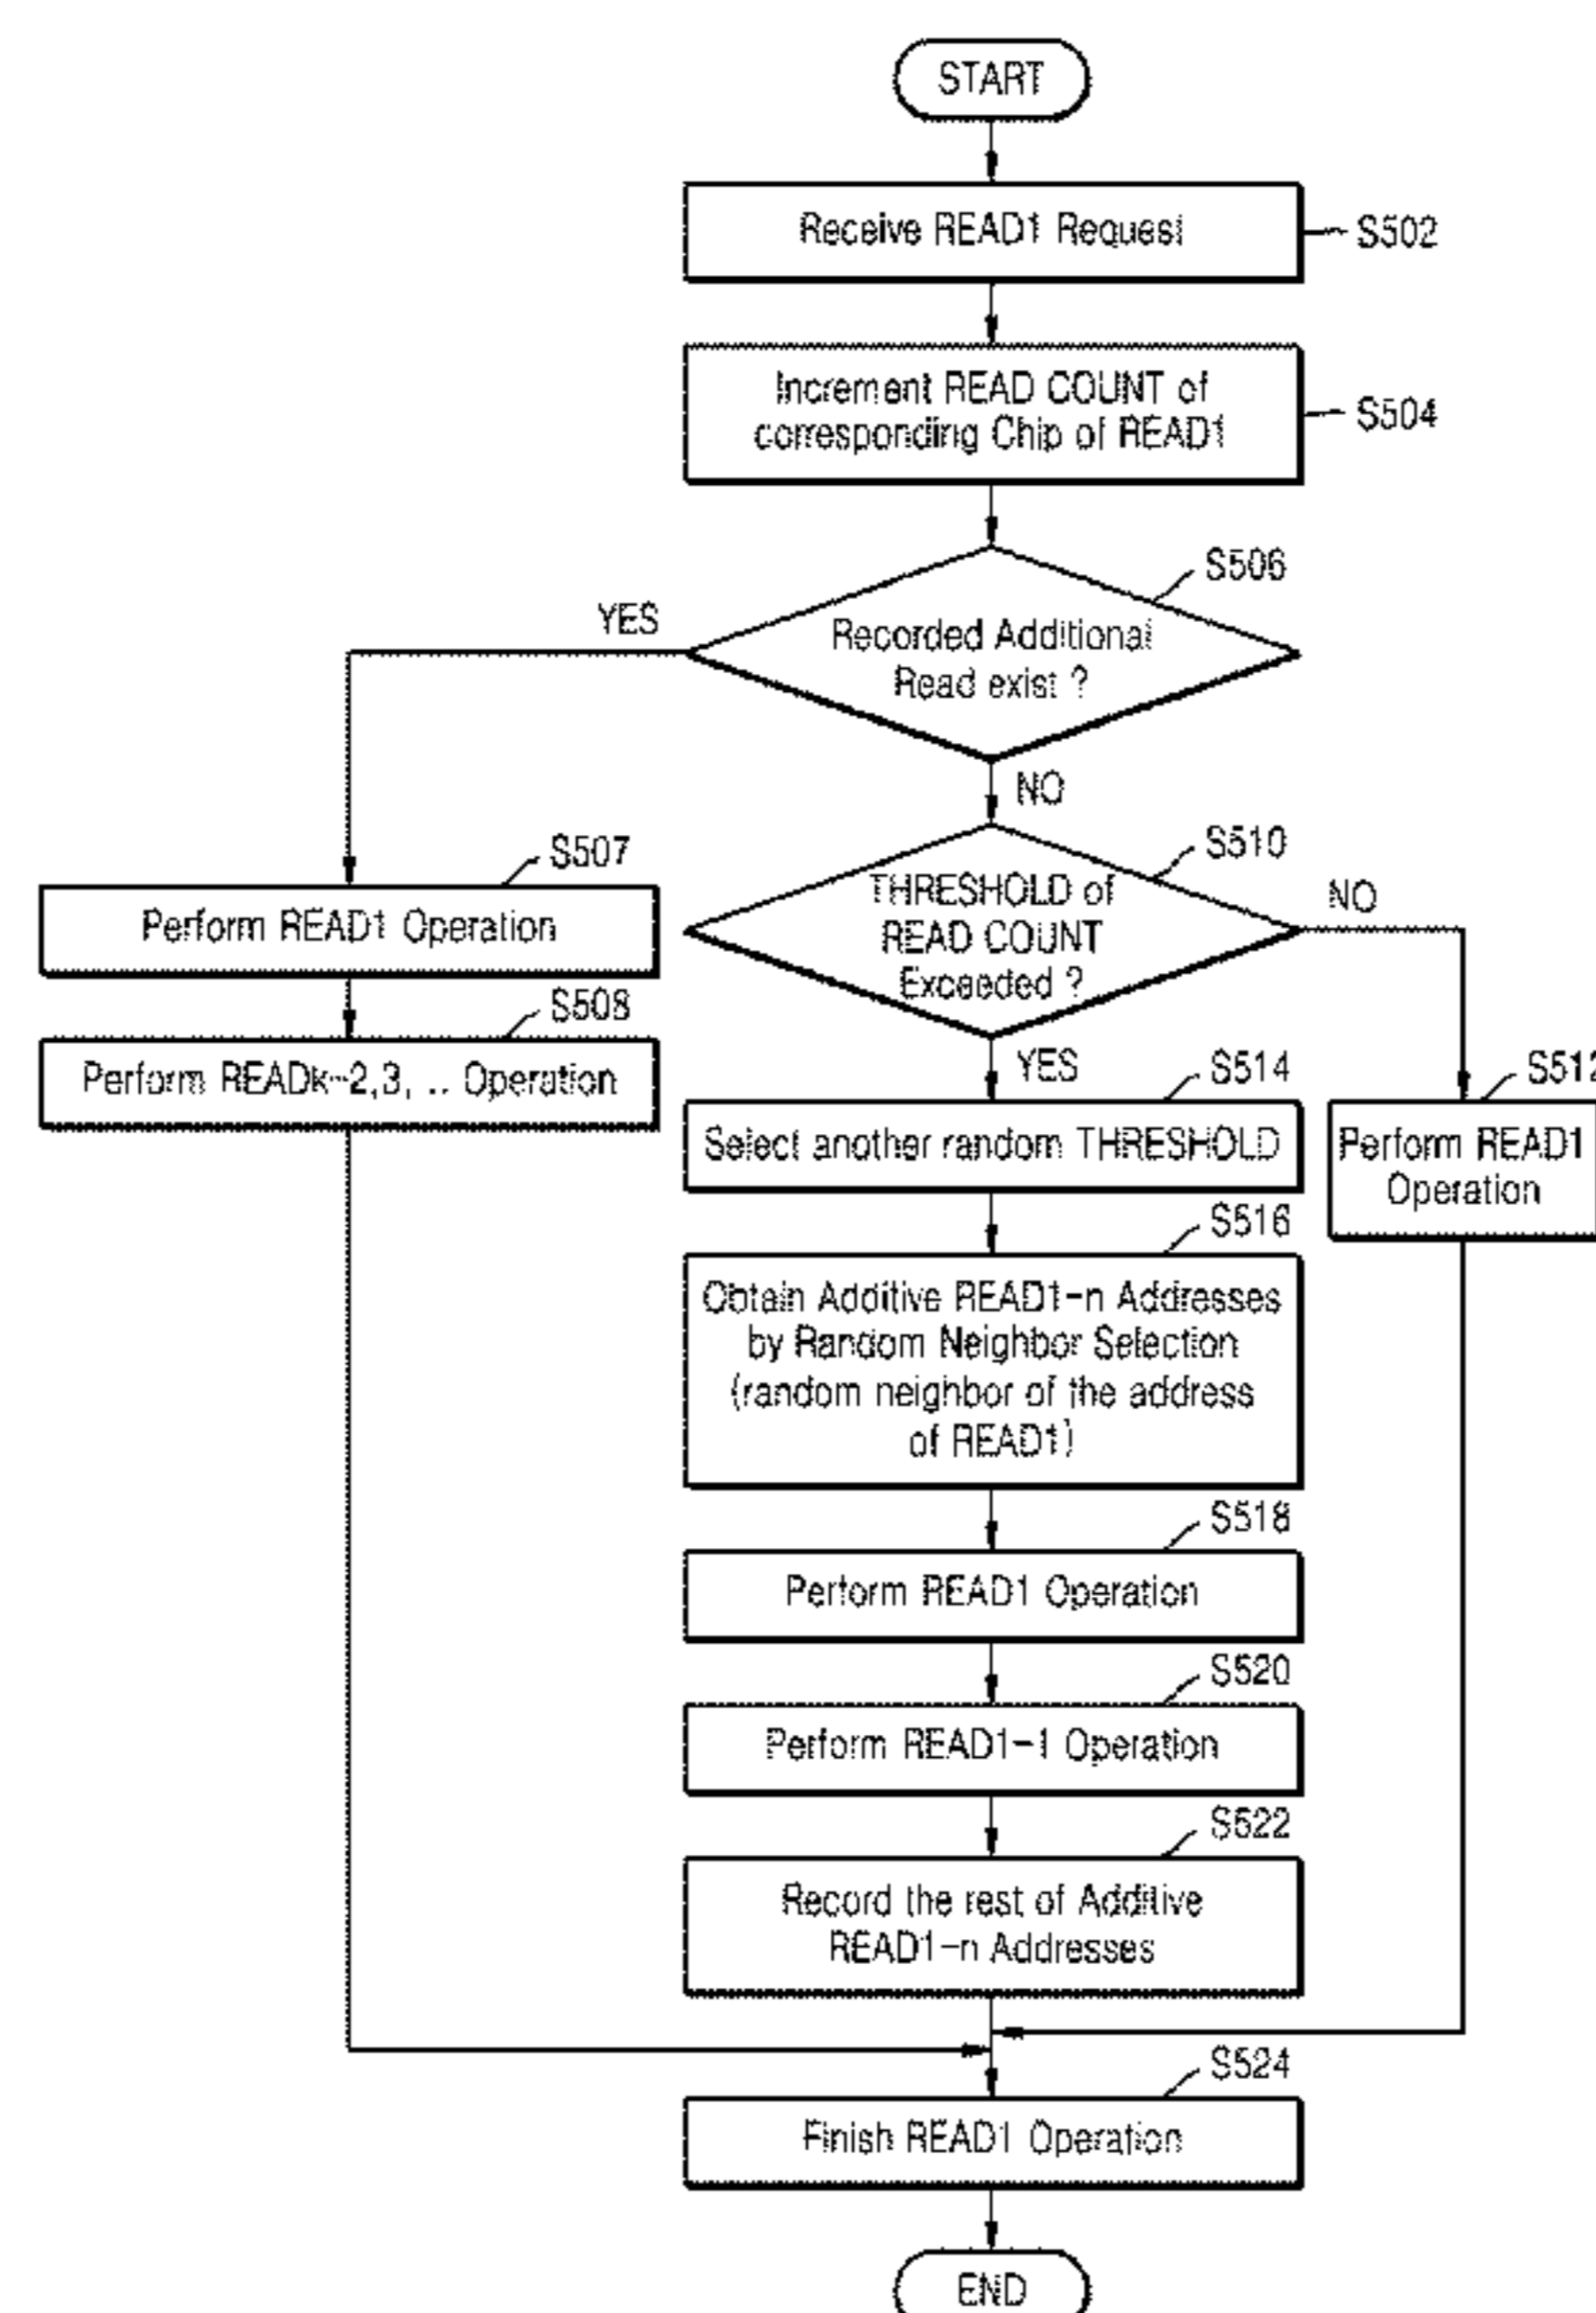 START
Receive READ1 Request
S502
Increment READ COUNT of
corresponding Chip of READ1
S504
S506
Recorded Additional
Read exist ?
YES
NO
S507
Perform READ1 Operation
S508
Perform READk-2,3, .. Operation
S510
THRESHOLD of
READ COUNT
Exceeded ?
NO
YES
S512
Perform READ1
Operation
S514
Select another random THRESHOLD
S516
Obtain Additive READ1-n Addresses
by Random Neighbor Selection
(random neighbor of the address
of READ1)
S518
Perform READ1 Operation
S520
Perform READ1-1 Operation
S522
Record the rest of Additive
READ1-n Addresses
S524
Finish READ1 Operation
END